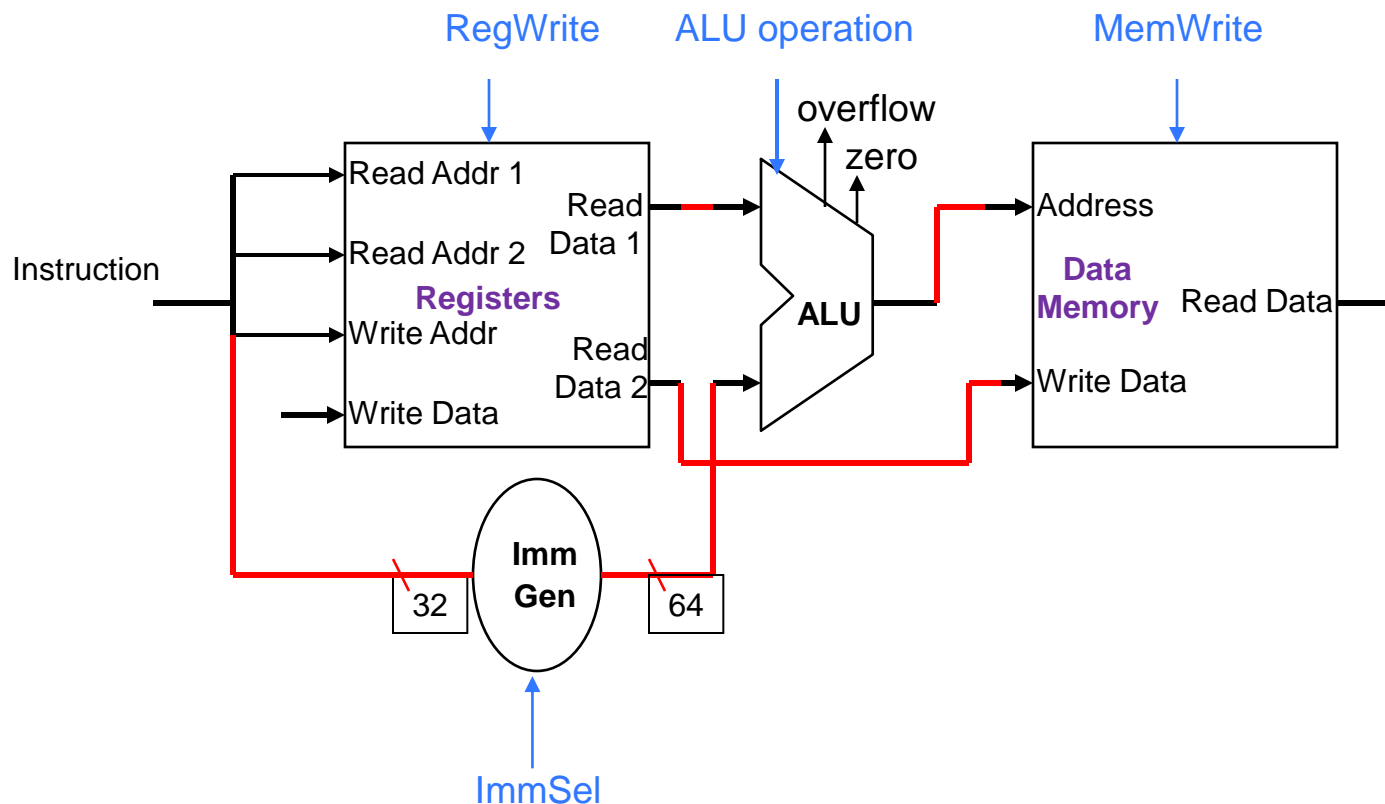 RegWrite
ALU operation
MemWrite
overflow
zero
Read Addr 1
Read
Data 1
Address
Read Addr 2
Instruction
Registers
Data
Memory
Read Data
ALU
Write Addr
Read
Data 2
Write Data
Write Data
Imm
Gen
32
64
ImmSel